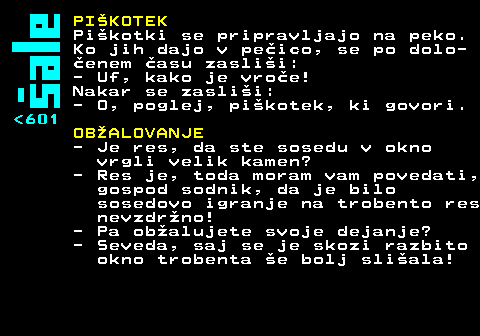 Šale
<601
PIŠKOTEK
Piškotki se pripravljajo na peko.
Ko jih dajo v pečico, se po dolo-
čenem času zasliši:
- Uf, kako je vroče!
Nakar se zasliši:
- O, poglej, piškotek, ki govori.
OBŽALOVANJE
- Je res, da ste sosedu v okno
vrgli velik kamen?
- Res je, toda moram vam povedati,
gospod sodnik, da je bilo
sosedovo igranje na trobento res
nevzdržno!
- Pa obžalujete svoje dejanje?
- Seveda, saj se je skozi razbito
okno trobenta še bolj slišala!